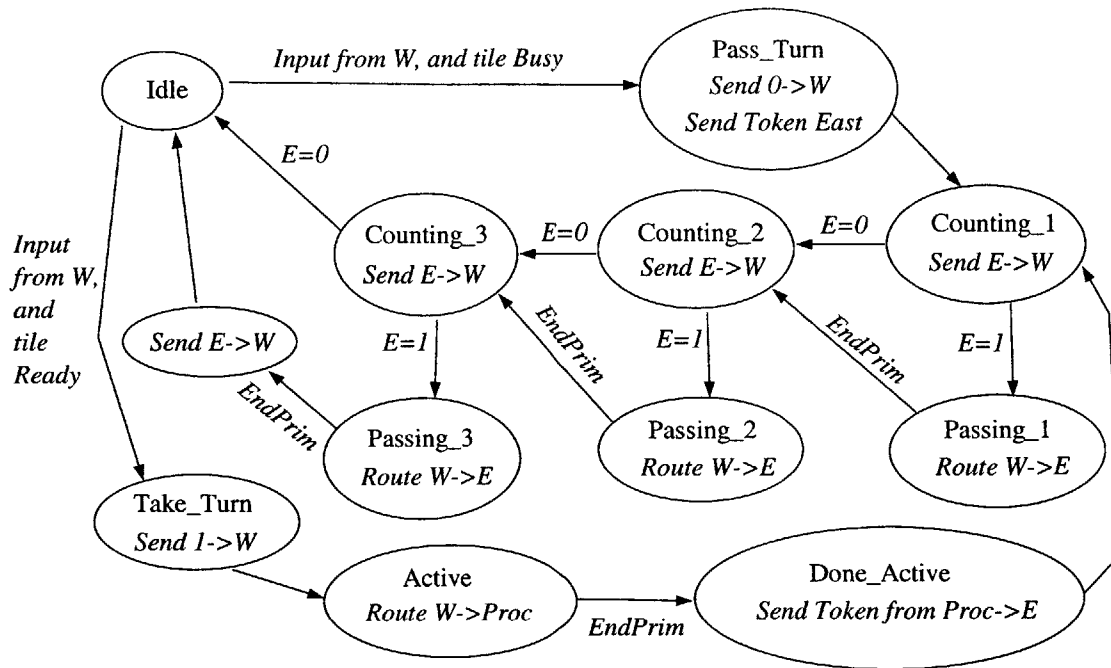 Idle
Input from W, and tile Busy
Pass_Turn
Send 0->W
Send Token East
E=0
Counting_3
Send E->W
E=0
Counting_2
Send E->W
E=0
Counting_1
Send E->W
Input
from W,
and
tile
Ready
Send E->W
E=1
EndPrim
E=1
EndPrim
E=1
EndPrim
Passing_3
Route W->E
Passing_2
Route W->E
Passing_1
Route W->E
Take_Turn
Send 1->W
Active
Route W->Proc
EndPrim
Done_Active
Send Token from Proc->E